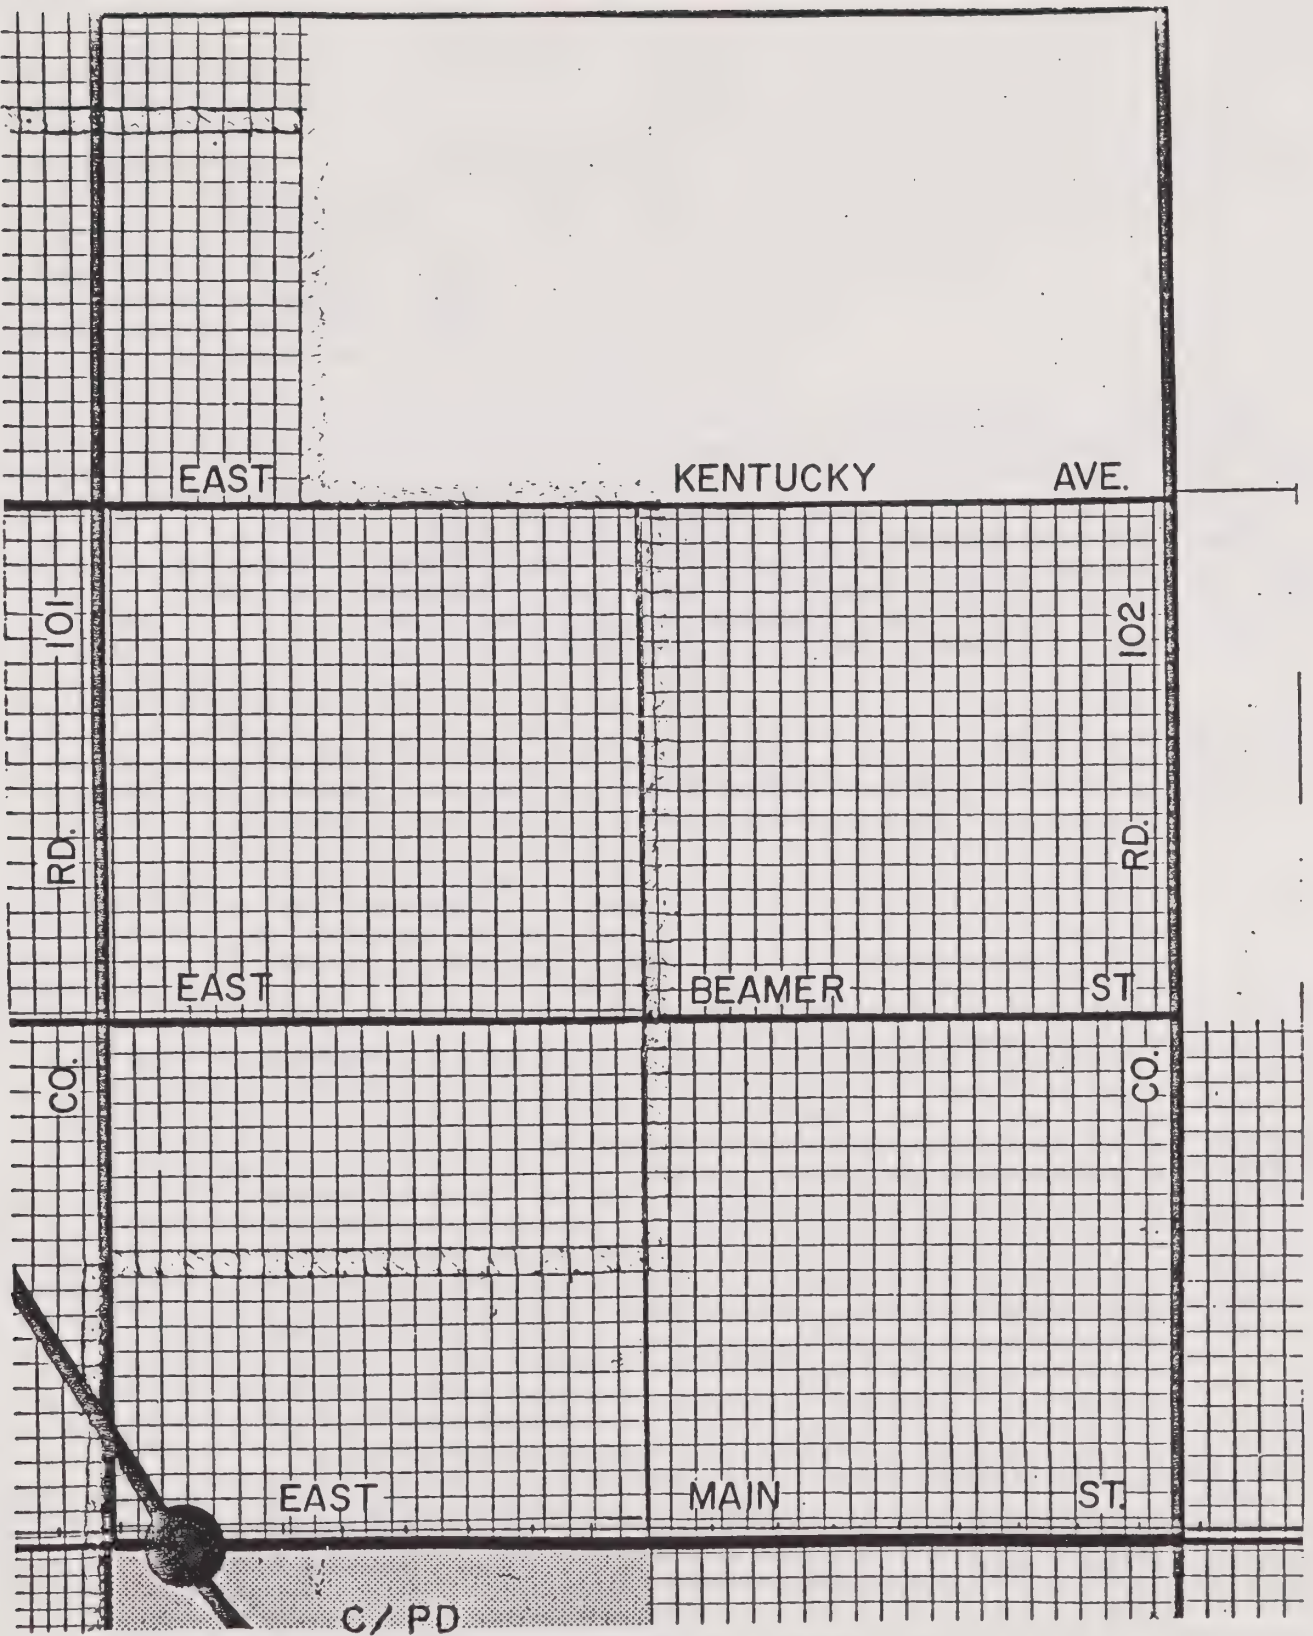 EAST KENTUCKY AVE.
CO. RD. 101
CO. RD. 102
EAST BEAMER ST
EAST MAIN ST.
C/PD